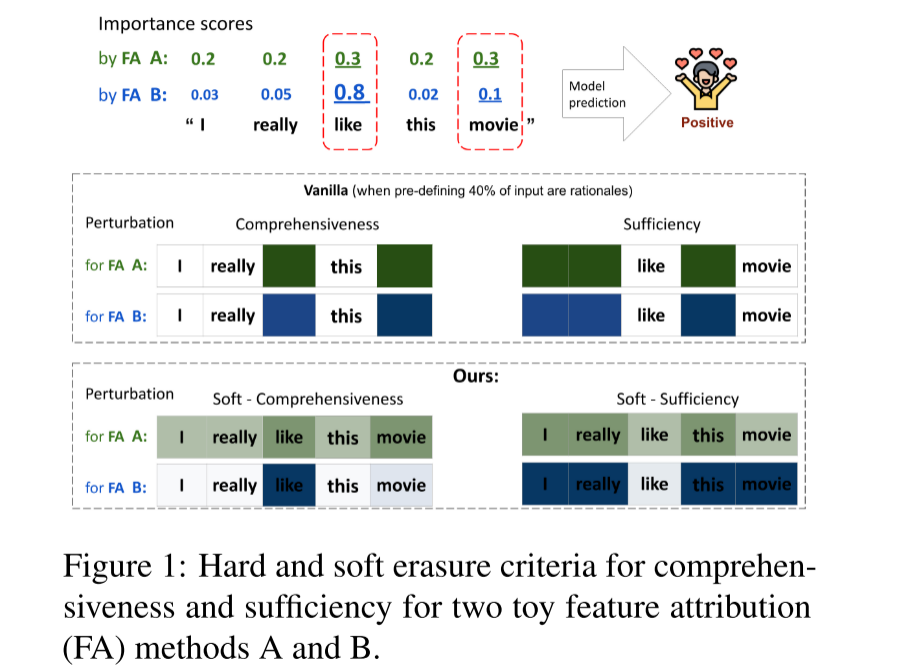 Importance scores
by FA A: 0.2 0.2 0.3 0.2 0.3
by FA B: 0.03 0.05 0.8 0.02 0.1
“ I really like this movie ”
Model
prediction
Positive
Vanilla (when pre-defining 40% of input are rationales)
Perturbation Comprehensiveness Sufficiency
for FA A: I really this like movie
for FA B: I really this like movie
Ours:
Perturbation Soft - Comprehensiveness Soft - Sufficiency
for FA A: I really like this movie I really like this movie
for FA B: I really like this movie I really like this movie
Figure 1: Hard and soft erasure criteria for comprehen-
siveness and sufficiency for two toy feature attribution
(FA) methods A and B.